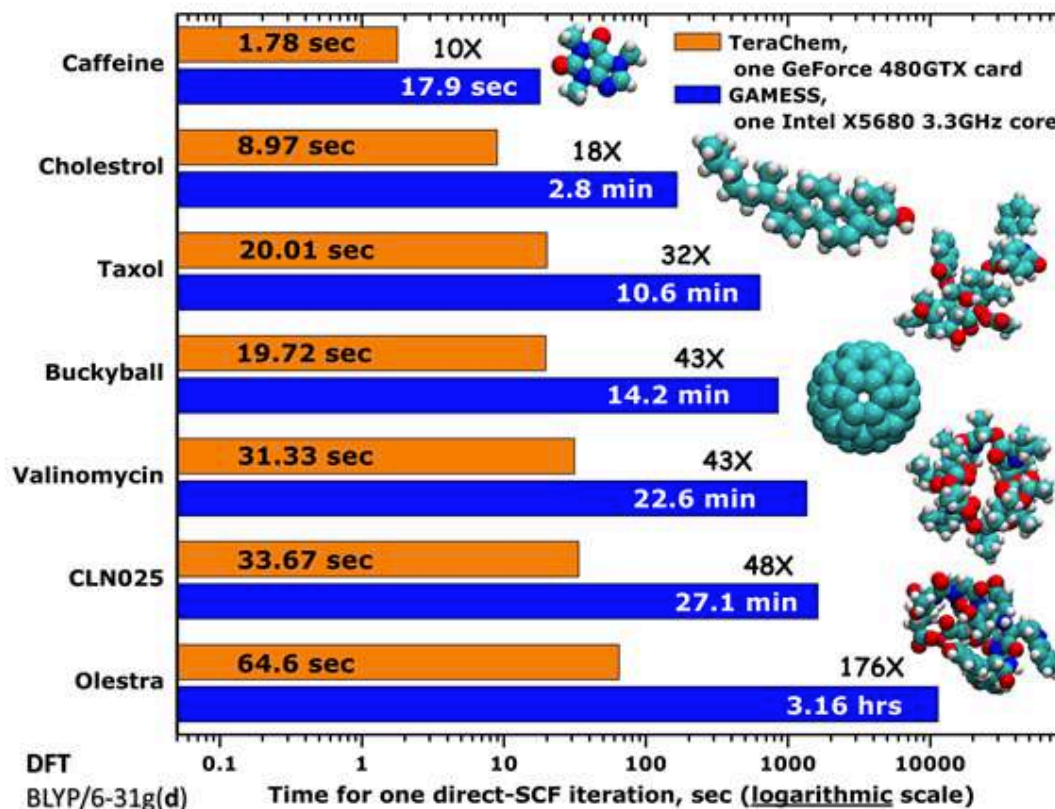 Caffeine
1.78 sec
10X
17.9 sec
TeraChem,
one GeForce 480GTX card
GAMESS,
one Intel X5680 3.3GHz core
Cholestrol
8.97 sec
18X
2.8 min
Taxol
20.01 sec
32X
10.6 min
Buckyball
19.72 sec
43X
14.2 min
Valinomycin
31.33 sec
43X
22.6 min
CLN025
33.67 sec
48X
27.1 min
Olestra
64.6 sec
176X
3.16 hrs
0.1 1 10 100 1000 10000
DFT
BLYP/6-31g(d)
Time for one direct-SCF iteration, sec (logarithmic scale)